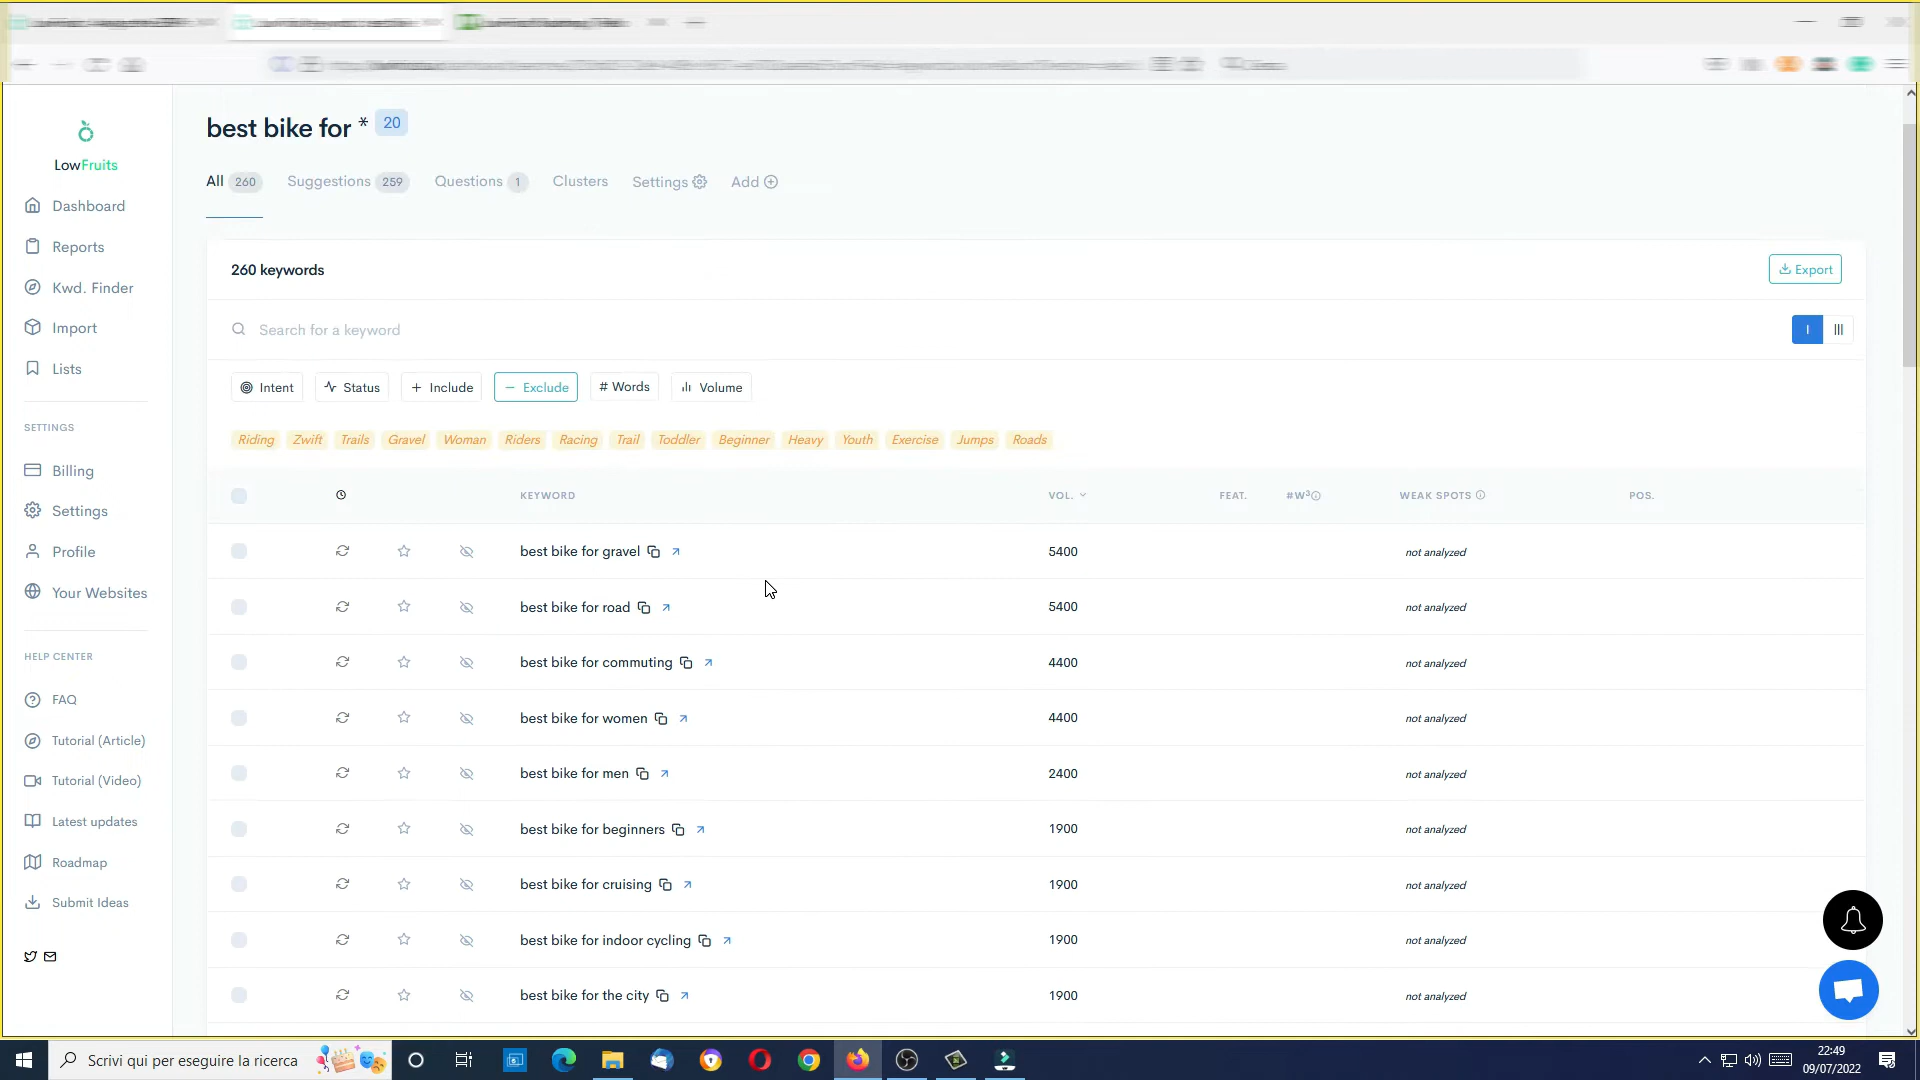 best bike for * 20
LowFruits
All 260 Suggestions 259 Questions 1 Clusters Settings Add
Dashboard
Reports
Kwd. Finder
Import
Lists
SETTINGS
Billing
Settings
Profile
Your Websites
HELP CENTER
FAQ
Tutorial (Article)
Tutorial (Video)
Latest updates
Roadmap
Submit Ideas
260 keywords
Export
Search for a keyword
Intent Status + Include − Exclude # Words Volume
Riding Zwift Trails Gravel Woman Riders Racing Trail Toddler Beginner Heavy Youth Exercise Jumps Roads
KEYWORD VOL. FEAT. #W³ WEAK SPOTS POS.
best bike for gravel 5400 not analyzed
best bike for road 5400 not analyzed
best bike for commuting 4400 not analyzed
best bike for women 4400 not analyzed
best bike for men 2400 not analyzed
best bike for beginners 1900 not analyzed
best bike for cruising 1900 not analyzed
best bike for indoor cycling 1900 not analyzed
best bike for the city 1900 not analyzed
Scrivi qui per eseguire la ricerca
22:49
09/07/2022